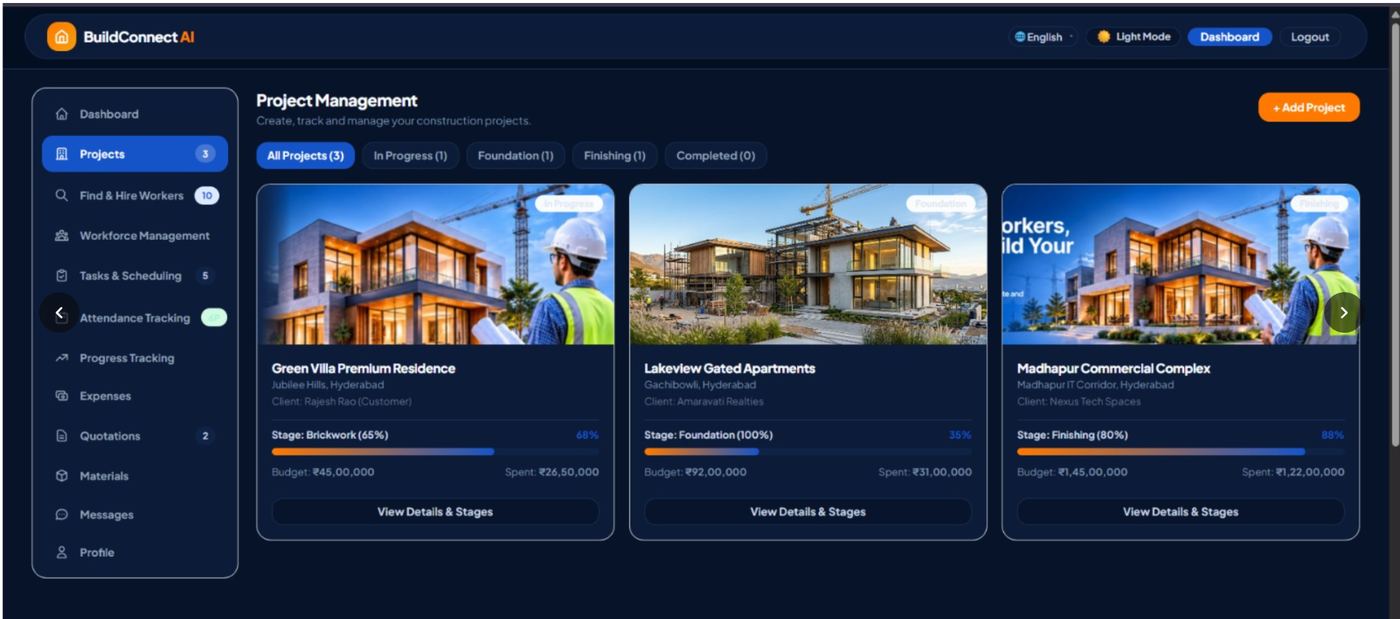 BuildConnect AI
English
Light Mode
Dashboard
Logout
Dashboard
Projects 3
Find & Hire Workers 10
Workforce Management
Tasks & Scheduling 5
Attendance Tracking
Progress Tracking
Expenses
Quotations 2
Materials
Messages
Profile
Project Management
Create, track and manage your construction projects.
+ Add Project
All Projects (3)
In Progress (1)
Foundation (1)
Finishing (1)
Completed (0)
In Progress
Green Villa Premium Residence
Jubilee Hills, Hyderabad
Client: Rajesh Rao (Customer)
Stage: Brickwork (65%) 68%
Budget: ₹45,00,000 Spent: ₹26,50,000
View Details & Stages
Foundation
Lakeview Gated Apartments
Gachibowli, Hyderabad
Client: Amaravati Realties
Stage: Foundation (100%) 35%
Budget: ₹92,00,000 Spent: ₹31,00,000
View Details & Stages
Finishing
orkers,
ild Your
te and
Madhapur Commercial Complex
Madhapur IT Corridor, Hyderabad
Client: Nexus Tech Spaces
Stage: Finishing (80%) 88%
Budget: ₹1,45,00,000 Spent: ₹1,22,00,000
View Details & Stages